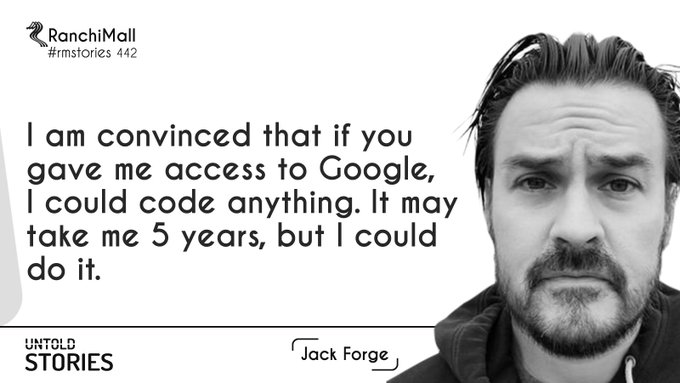 RanchiMall
#rmstories 442
I am convinced that if you
gave me access to Google,
I could code anything. It may
take me 5 years, but I could
do it.
UNTOLD
STORIES
Jack Forge